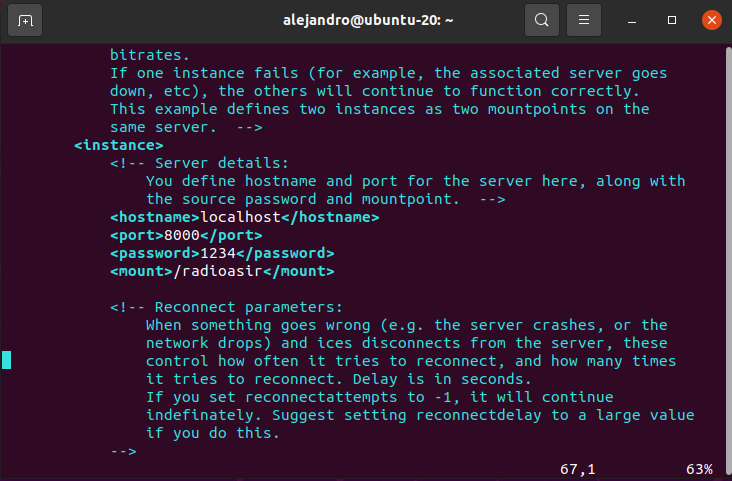 alejandro@ubuntu-20: ~
bitrates.
If one instance fails (for example, the associated server goes
down, etc), the others will continue to function correctly.
This example defines two instances as two mountpoints on the
same server.  -->
<instance>
<!-- Server details:
You define hostname and port for the server here, along with
the source password and mountpoint.  -->
<hostname>localhost</hostname>
<port>8000</port>
<password>1234</password>
<mount>/radioasir</mount>
<!-- Reconnect parameters:
When something goes wrong (e.g. the server crashes, or the
network drops) and ices disconnects from the server, these
control how often it tries to reconnect, and how many times
it tries to reconnect. Delay is in seconds.
If you set reconnectattempts to -1, it will continue
indefinately. Suggest setting reconnectdelay to a large value
if you do this.
-->
67,1 63%